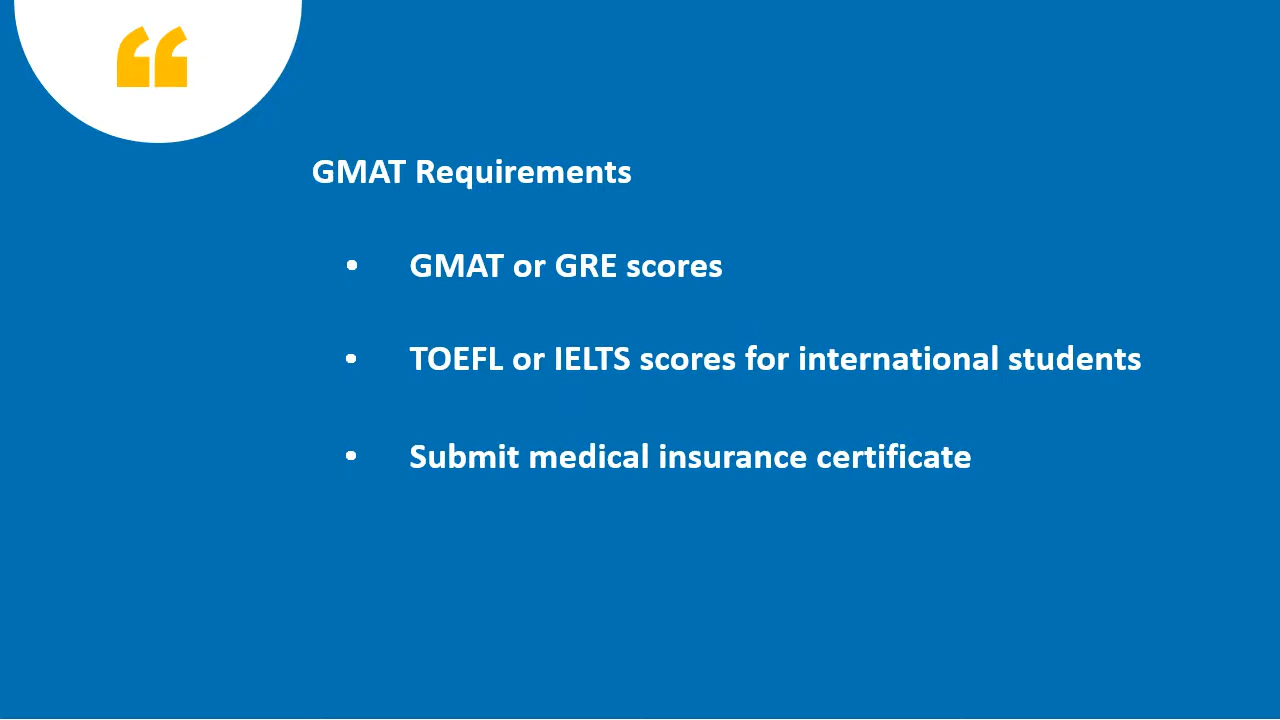 “
GMAT Requirements
• GMAT or GRE scores
• TOEFL or IELTS scores for international students
• Submit medical insurance certificate